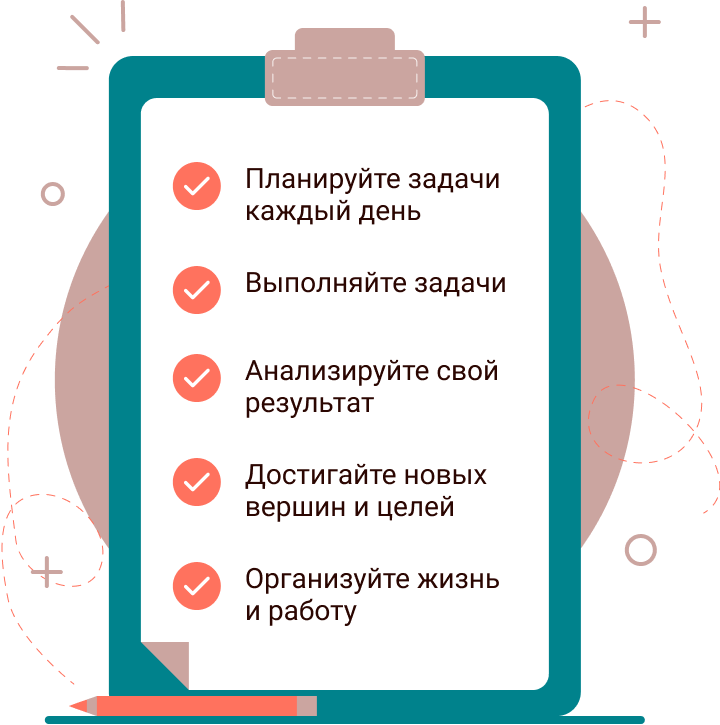 Планируйте задачи
каждый день
Выполняйте задачи
Анализируйте свой
результат
Достигайте новых
вершин и целей
Организуйте жизнь
и работу